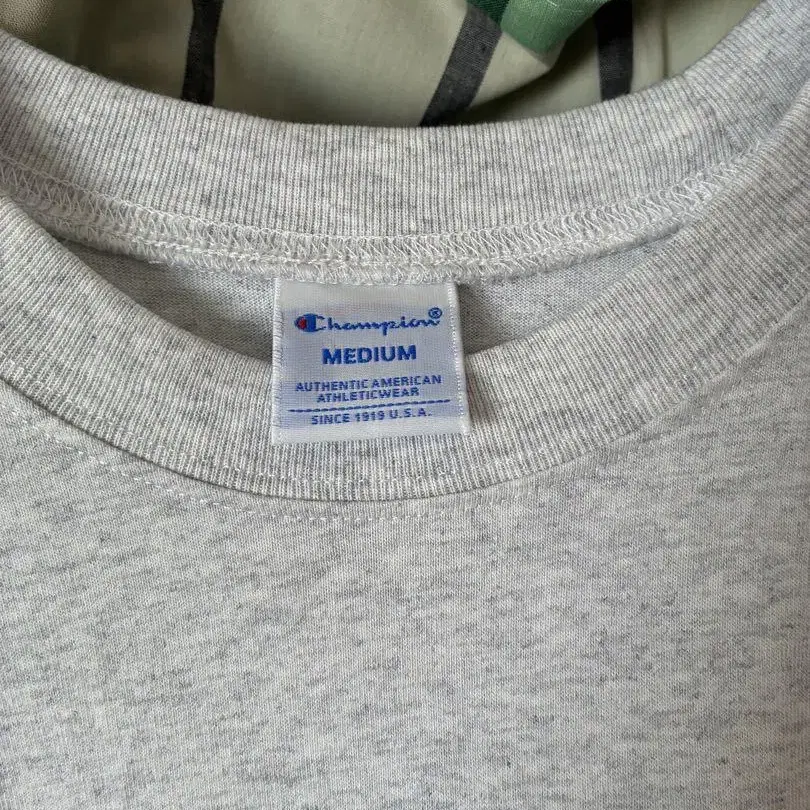 Champion®
MEDIUM
AUTHENTIC AMERICAN
ATHLETICWEAR
SINCE 1919 U.S.A.